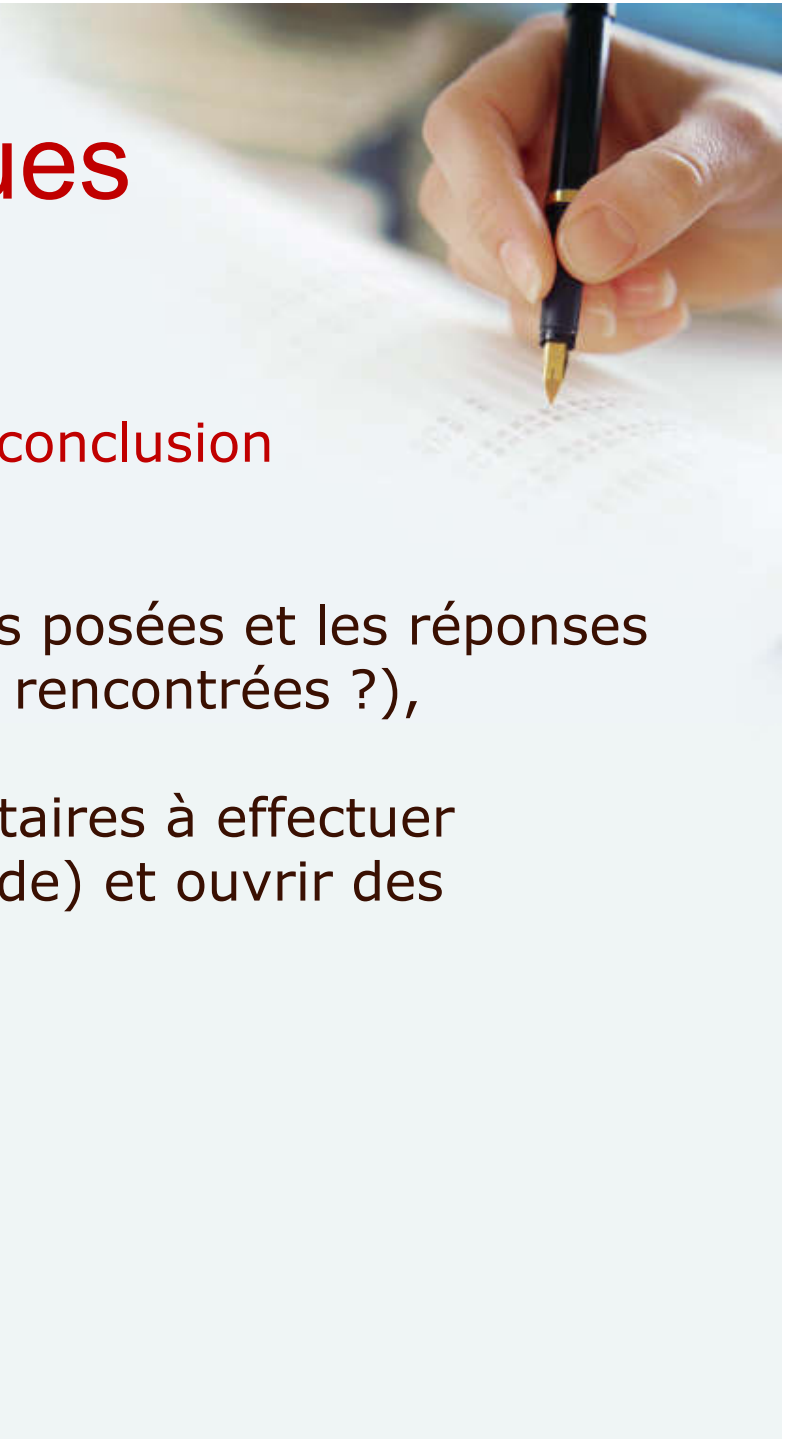 ues
conclusion
s posées et les réponses
rencontrées ?),
taires à effectuer
de) et ouvrir des